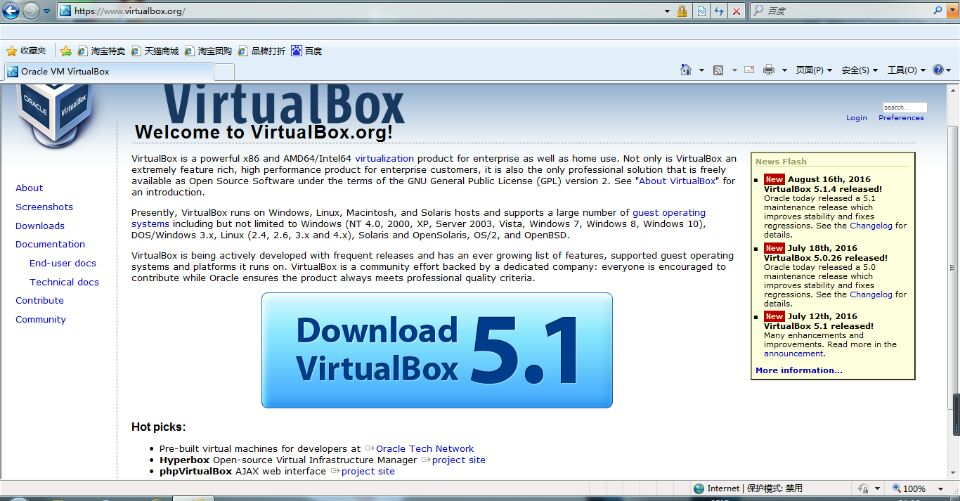 https://www.virtualbox.org/
百度
收藏夹
淘宝特卖
天猫商城
淘宝团购
品牌打折
百度
Oracle VM VirtualBox
页面(P)
安全(S)
工具(O)
ORACLE
VirtualBox
VirtualBox
search...
Login Preferences
Welcome to VirtualBox.org!
VirtualBox is a powerful x86 and AMD64/Intel64 virtualization product for enterprise as well as home use. Not only is VirtualBox an
extremely feature rich, high performance product for enterprise customers, it is also the only professional solution that is freely
available as Open Source Software under the terms of the GNU General Public License (GPL) version 2. See "About VirtualBox" for
an introduction.
Presently, VirtualBox runs on Windows, Linux, Macintosh, and Solaris hosts and supports a large number of guest operating
systems including but not limited to Windows (NT 4.0, 2000, XP, Server 2003, Vista, Windows 7, Windows 8, Windows 10),
DOS/Windows 3.x, Linux (2.4, 2.6, 3.x and 4.x), Solaris and OpenSolaris, OS/2, and OpenBSD.
VirtualBox is being actively developed with frequent releases and has an ever growing list of features, supported guest operating
systems and platforms it runs on. VirtualBox is a community effort backed by a dedicated company: everyone is encouraged to
contribute while Oracle ensures the product always meets professional quality criteria.
About
Screenshots
Downloads
Documentation
End-user docs
Technical docs
Contribute
Community
Download
VirtualBox
5.1
Hot picks:
Pre-built virtual machines for developers at Oracle Tech Network
Hyperbox Open-source Virtual Infrastructure Manager project site
phpVirtualBox AJAX web interface project site
News Flash
New August 16th, 2016
VirtualBox 5.1.4 released!
Oracle today released a 5.1
maintenance release which
improves stability and fixes
regressions. See the Changelog for
details.
New July 18th, 2016
VirtualBox 5.0.26 released!
Oracle today released a 5.0
maintenance release which
improves stability and fixes
regressions. See the Changelog for
details.
New July 12th, 2016
VirtualBox 5.1 released!
Many enhancements and
improvements. Read more in the
announcement.
More information...
Internet | 保护模式: 禁用
100%